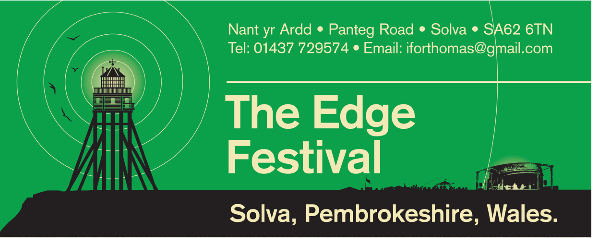 Nant yr Ardd • Panteg Road • Solva • SA62 6TN
Tel: 01437 729574 • Email: iforthomas@gmail.com
The Edge
Festival
Solva, Pembrokeshire, Wales.